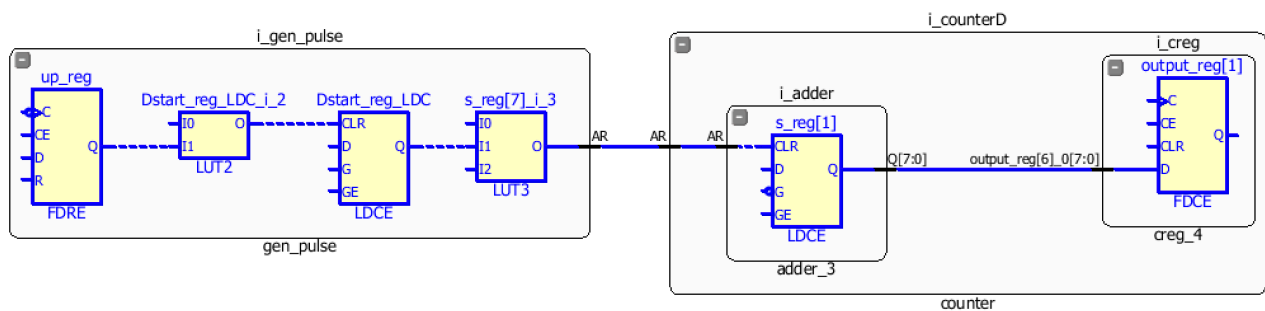 i_counterD
i_gen_pulse
i_creg
up_reg
output_reg[1]
Dstart_reg_LDC_i_2
Dstart_reg_LDC
s_reg[7]_i_3
i_adder
C
CE
D
R
Q
FDRE
I0
I1
O
LUT2
CLR
D
G
GE
Q
LDCE
I0
I1
I2
O
LUT3
AR
AR
AR
s_reg[1]
CLR
D
G
GE
Q
LDCE
Q[7:0]
output_reg[6]_0[7:0]
C
CE
CLR
D
Q
FDCE
gen_pulse
adder_3
creg_4
counter